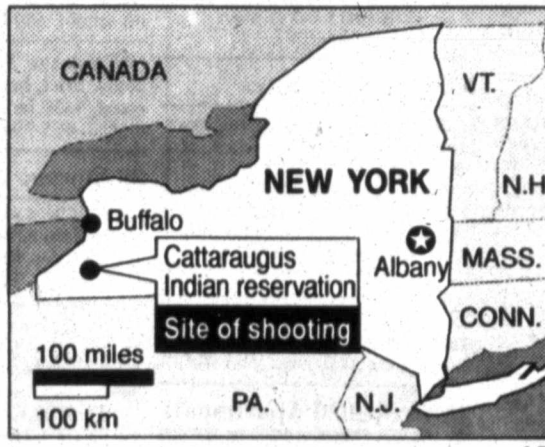 CANADA
VT.
NEW YORK
N.H
Buffalo
Cattaraugus
Indian reservation
Albany
MASS.
Site of shooting
CONN.
100 miles
100 km
PA.
N.J.